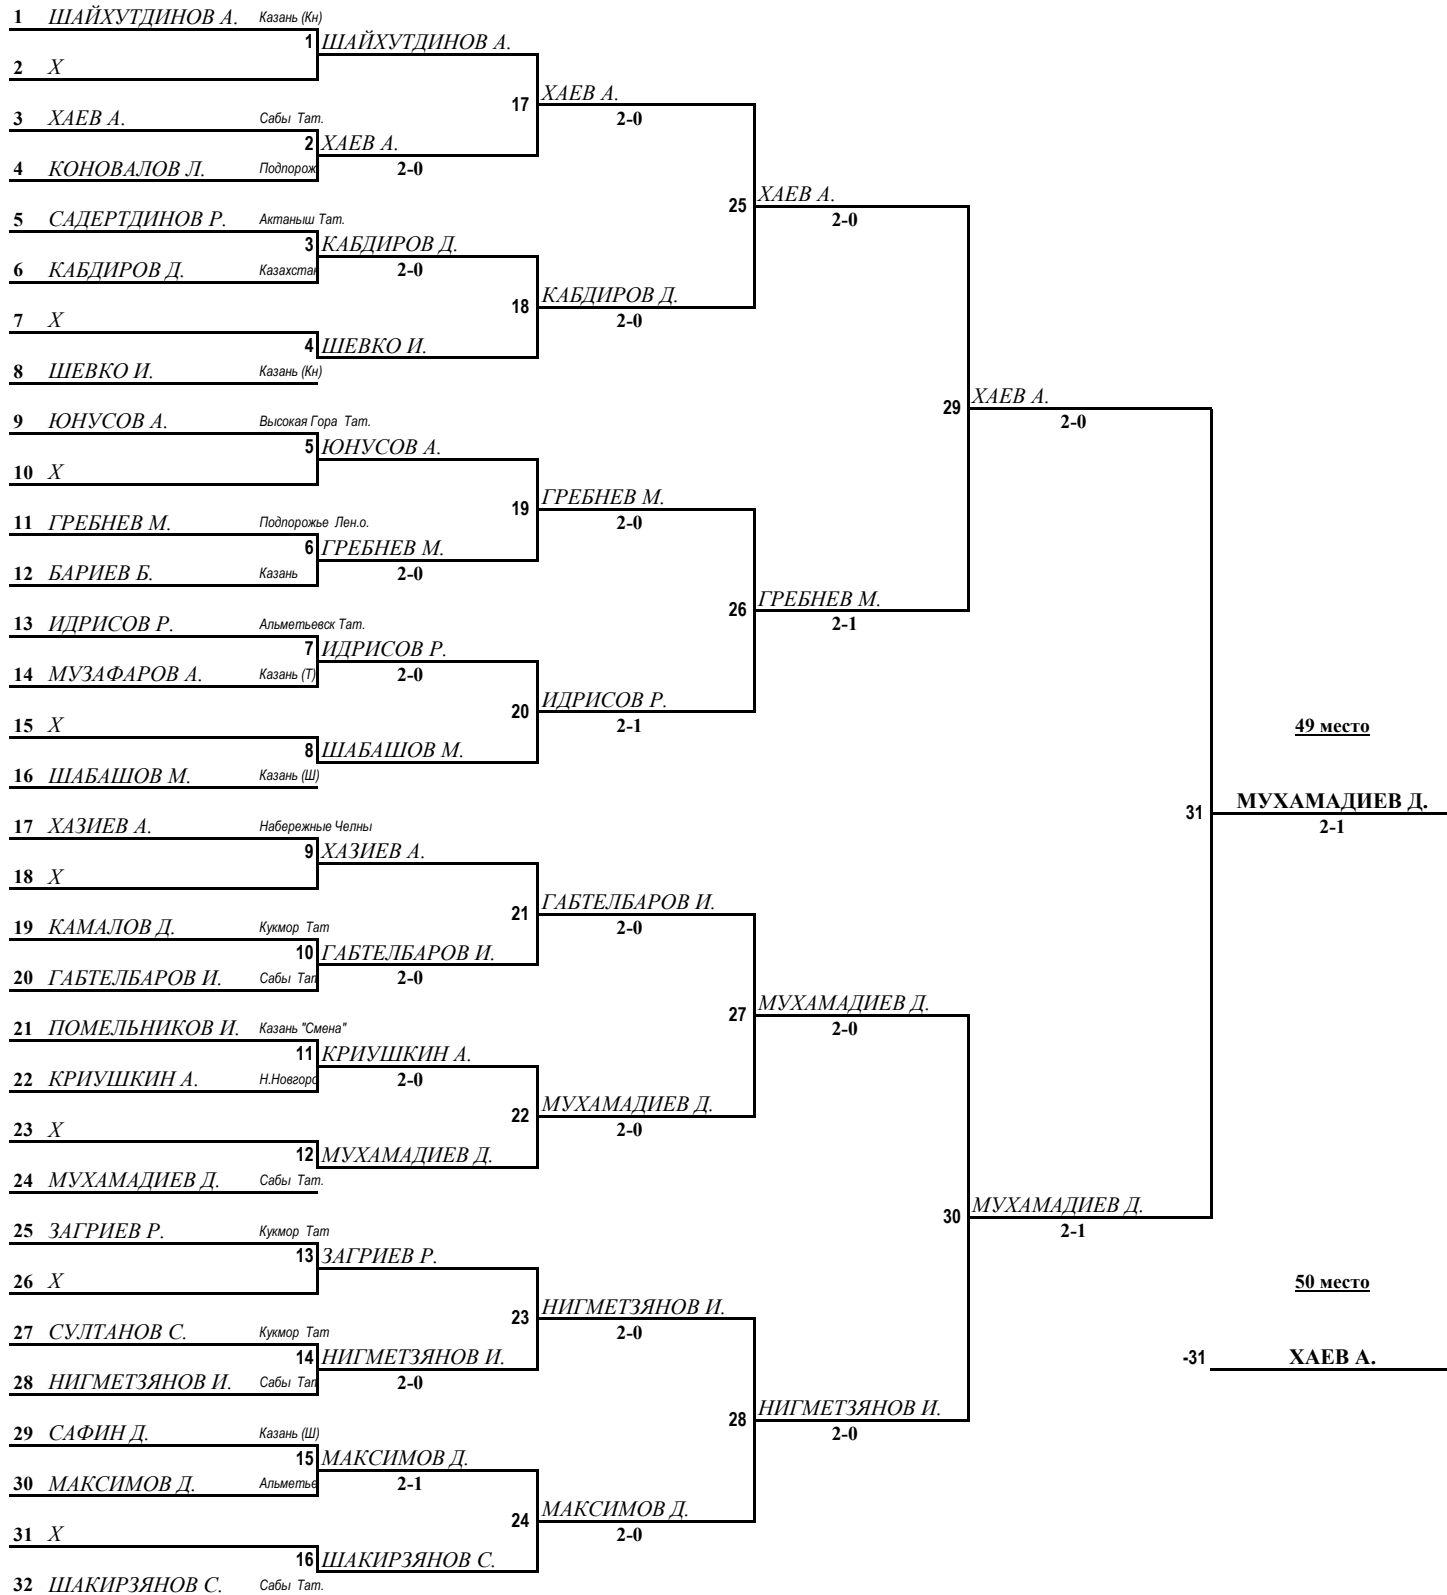 1 ШАЙХУТДИНОВ А. Казань (Кн)
1 ШАЙХУТДИНОВ А.
2 Х
17 ХАЕВ А.
2-0
3 ХАЕВ А. Сабы Тат.
2 ХАЕВ А.
2-0
4 КОНОВАЛОВ Л. Подпорож
25 ХАЕВ А.
2-0
5 САДЕРТДИНОВ Р. Актаныш Тат.
3 КАБДИРОВ Д.
2-0
6 КАБДИРОВ Д. Казахстан
18 КАБДИРОВ Д.
2-0
7 Х
4 ШЕВКО И.
8 ШЕВКО И. Казань (Кн)
29 ХАЕВ А.
2-0
9 ЮНУСОВ А. Высокая Гора Тат.
5 ЮНУСОВ А.
10 Х
19 ГРЕБНЕВ М.
2-0
11 ГРЕБНЕВ М. Подпорожье Лен.о.
6 ГРЕБНЕВ М.
2-0
12 БАРИЕВ Б. Казань
26 ГРЕБНЕВ М.
2-1
13 ИДРИСОВ Р. Альметьевск Тат.
7 ИДРИСОВ Р.
2-0
14 МУЗАФАРОВ А. Казань (Т)
20 ИДРИСОВ Р.
2-1
15 Х
8 ШАБАШОВ М.
16 ШАБАШОВ М. Казань (Ш)
49 место
31 МУХАМАДИЕВ Д.
2-1
17 ХАЗИЕВ А. Набережные Челны
9 ХАЗИЕВ А.
18 Х
21 ГАБТЕЛБАРОВ И.
2-0
19 КАМАЛОВ Д. Кукмор Тат
10 ГАБТЕЛБАРОВ И.
2-0
20 ГАБТЕЛБАРОВ И. Сабы Тат
27 МУХАМАДИЕВ Д.
2-0
21 ПОМЕЛЬНИКОВ И. Казань "Смена"
11 КРИУШКИН А.
2-0
22 КРИУШКИН А. Н.Новгоро
22 МУХАМАДИЕВ Д.
2-0
23 Х
12 МУХАМАДИЕВ Д.
24 МУХАМАДИЕВ Д. Сабы Тат.
30 МУХАМАДИЕВ Д.
2-1
25 ЗАГРИЕВ Р. Кукмор Тат
13 ЗАГРИЕВ Р.
26 Х
50 место
23 НИГМЕТЗЯНОВ И.
2-0
27 СУЛТАНОВ С. Кукмор Тат
14 НИГМЕТЗЯНОВ И.
2-0
-31 ХАЕВ А.
28 НИГМЕТЗЯНОВ И. Сабы Тат
28 НИГМЕТЗЯНОВ И.
2-0
29 САФИН Д. Казань (Ш)
15 МАКСИМОВ Д.
2-1
30 МАКСИМОВ Д. Альметье
24 МАКСИМОВ Д.
2-0
31 Х
16 ШАКИРЗЯНОВ С.
32 ШАКИРЗЯНОВ С. Сабы Тат.